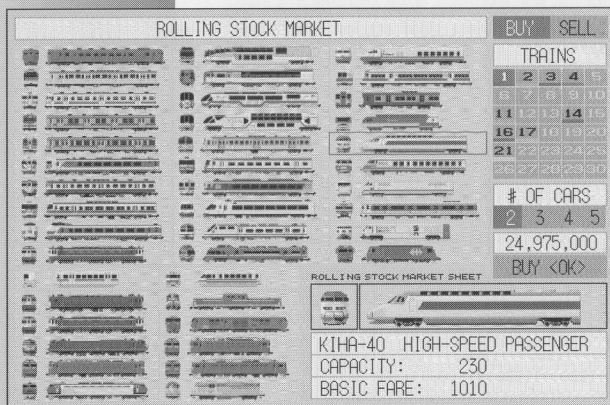 ROLLING STOCK MARKET
BUY SELL
TRAINS
1 2 3 4 5
6 7 8 9 10
11 12 13 14 15
16 17 18 19 20
21 22 23 24 25
26 27 28 29 30
# OF CARS
2 3 4 5
24,975,000
BUY <OK>
ROLLING STOCK MARKET SHEET
KIHA-40 HIGH-SPEED PASSENGER
CAPACITY: 230
BASIC FARE: 1010